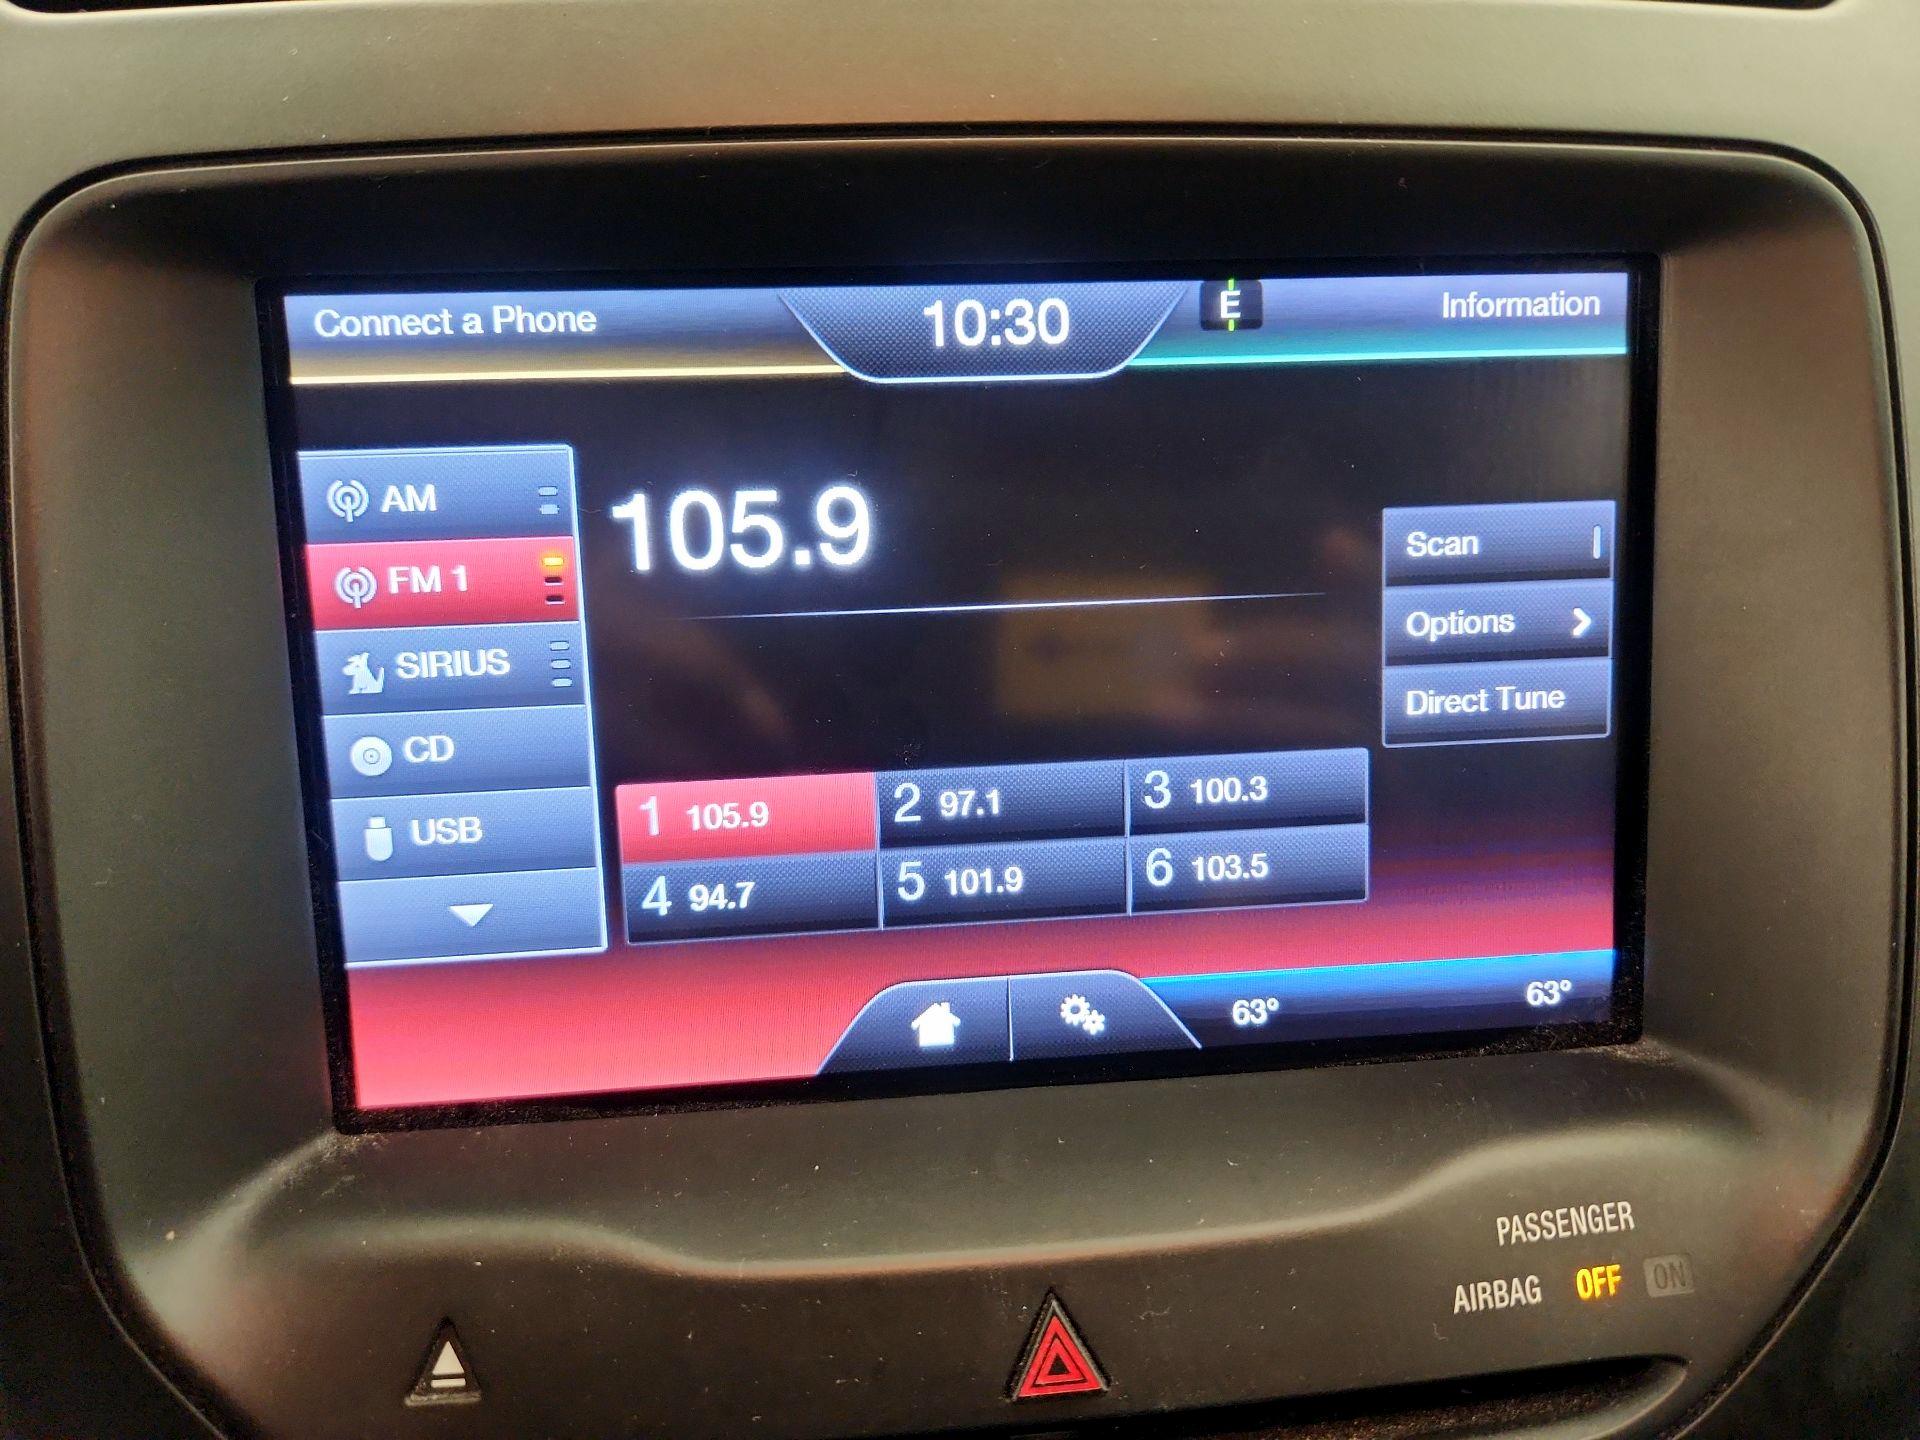 Connect a Phone
10:30
E
Information
AM
FM 1
SIRIUS
CD
USB
105.9
Scan
Options
Direct Tune
1 105.9
2 97.1
3 100.3
4 94.7
5 101.9
6 103.5
63°
63°
PASSENGER
AIRBAG OFF ON